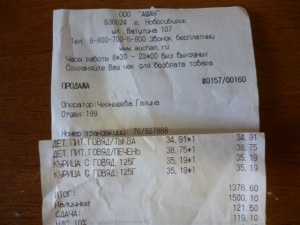 ООО "АШАН"
630024 г. Новосибирск
ул. Ватутина 107
Тел. 8-800-700-5-800 Звонок бесплатный
www.auchan.ru
Часы работы 8*30 - 23*00 без выходных
Сохраняйте Ваш чек для возврата товара
ПРОДАЖА
И0157/00160
Оператор: Галина
Отдел:199
Номер транзакции: 76/927866
ДЕТ.ПИТ.ГОВЯД/ТЫКВА 34,91*1 34,91
ДЕТ.ПИТ.ГОВЯД/ПЕЧЕНЬ 38,75*1 38,75
КУРИЦА С ГОВЯД.125Г 35,19*1 35,19
КУРИЦА С ГОВЯД.125Г 35,19*1 35,19
ИТОГ: 1378,60
Наличные 1500,10
СДАЧА: 121,50
НДС 10% 119,10